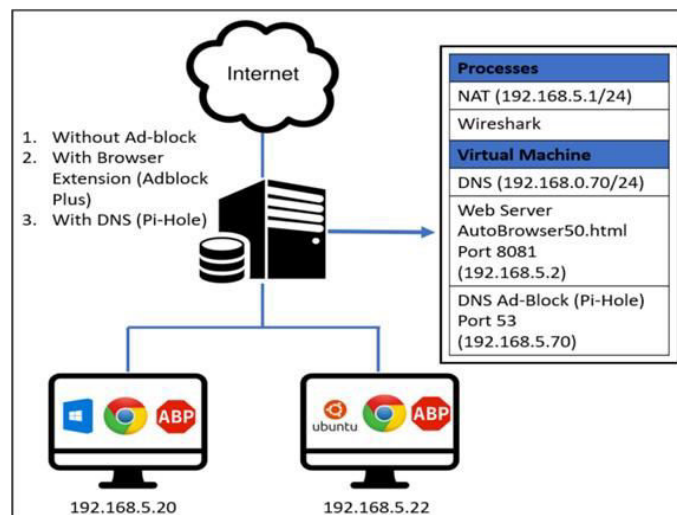 Internet
1. Without Ad-block
2. With Browser
Extension (Adblock
Plus)
3. With DNS (Pi-Hole)
Processes
NAT (192.168.5.1/24)
Wireshark
Virtual Machine
DNS (192.168.0.70/24)
Web Server
AutoBrowser50.html
Port 8081
(192.168.5.2)
DNS Ad-Block (Pi-Hole)
Port 53
(192.168.5.70)
ABP
ubuntu
ABP
192.168.5.20
192.168.5.22